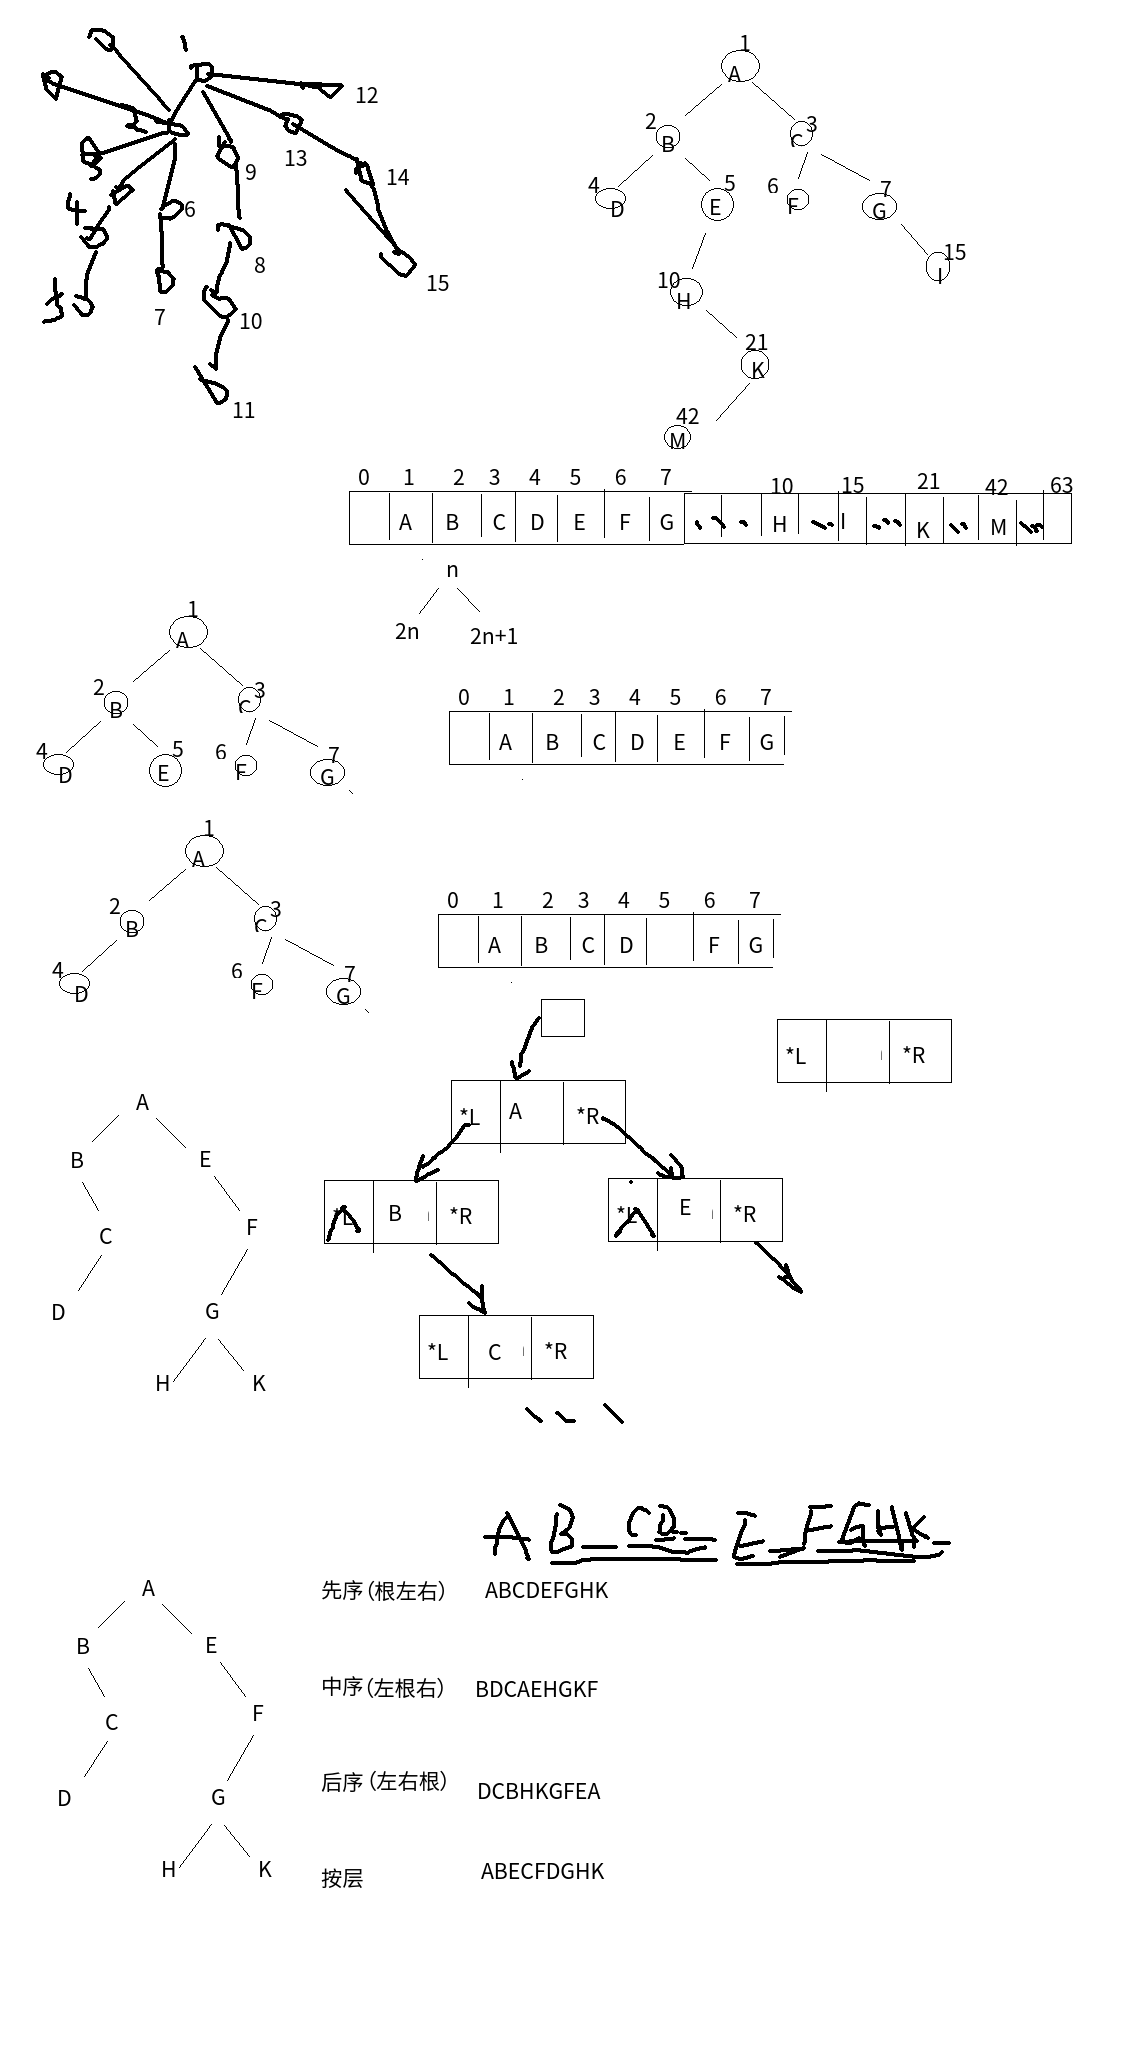 1
12
2
13
9
14
3
4
6
8
15
5
7
10
11
1
A
2
B
3
C
4
D
5
E
6
F
7
G
15
I
10
H
21
K
42
M
0 1 2 3 4 5 6 7 10 15 21 42 63
A B C D E F G H I K M
n
2n 2n+1
1
A
2
B
3
C
4
D
5
E
6
F
7
G
0 1 2 3 4 5 6 7
A B C D E F G
1
A
2
B
3
C
4
D
6
F
7
G
0 1 2 3 4 5 6 7
A B C D F G
*L *R
*L A *R
*L B *R
*L E *R
*L C *R
A
B E
C F
D G
H K
A B C D E F G H K
A
B E
C F
D G
H K
先序(根左右) ABCDEFGHK
中序(左根右) BDCAEHGKF
后序(左右根) DCBHKGFEA
按层 ABECFDGHK